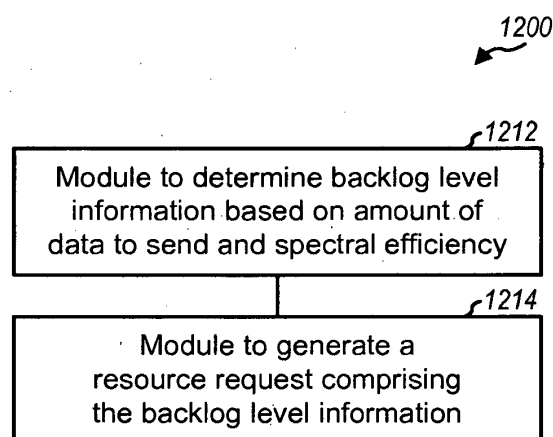 1200
1212
Module to determine backlog level
information based on amount of
data to send and spectral efficiency
1214
Module to generate a
resource request comprising
the backlog level information